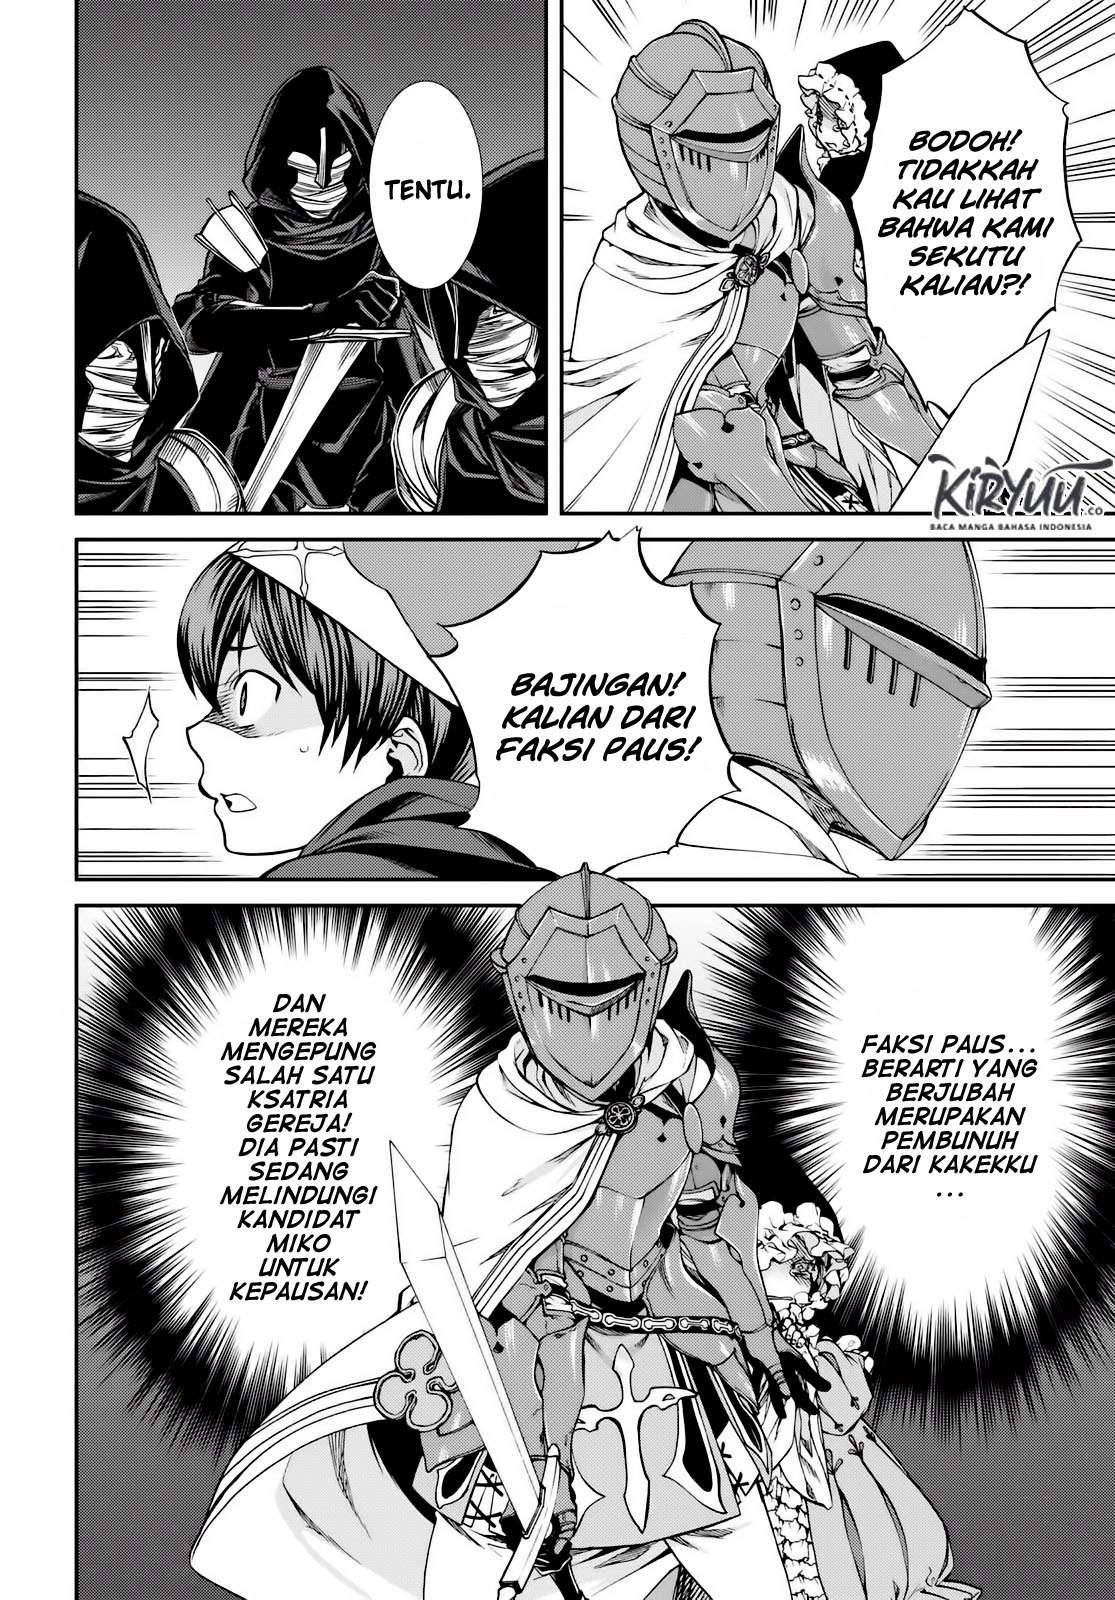 BODOH!
TIDAKKAH
KAU LIHAT
BAHWA KAMI
SEKUTU
KALIAN?!
TENTU.
KIRYUU.CO
BACA MANGA BAHASA INDONESIA
BAJINGAN!
KALIAN DARI
FAKSI PAUS!
FAKSI PAUS...
BERARTI YANG
BERJUBAH
MERUPAKAN
PEMBUNUH
DARI KAKEKKU
...
DAN
MEREKA
MENGEPUNG
SALAH SATU
KSATRIA
GEREJA!
DIA PASTI
SEDANG
MELINDUNGI
KANDIDAT
MIKO
UNTUK
KEPAUSAN!